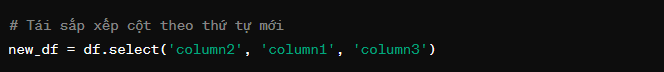 # Tái sắp xếp cột theo thứ tự mới
new_df = df.select('column2', 'column1', 'column3')